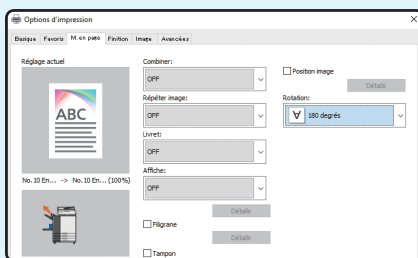 Options d'impression
Basique Favoris M. en page Finition Image Avancées
Réglage actuel
ABC
No. 10 En... -> No. 10 En... (100%)
Combiner:
OFF
Répéter image:
OFF
Livret:
OFF
Affiche:
OFF
Détails
Filigrane
Détails
Tampon
Position image
Détails
Rotation:
A 180 degrés